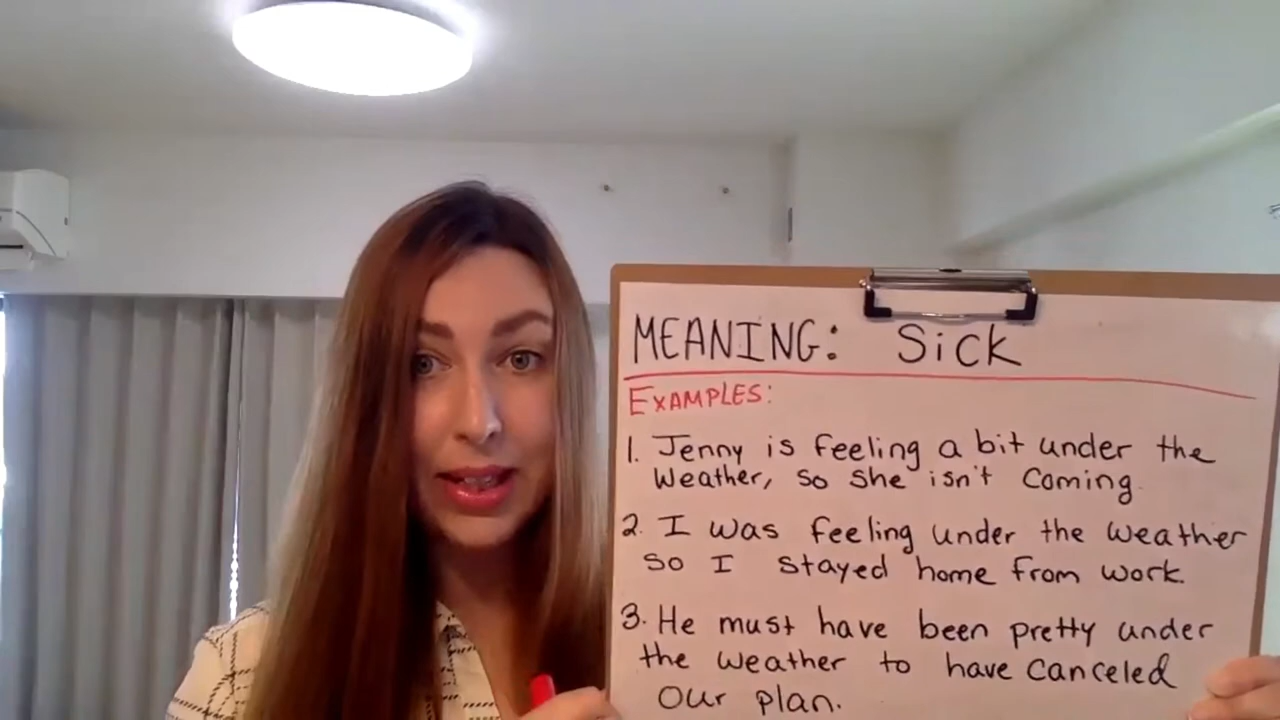 MEANING: Sick
EXAMPLES:
1. Jenny is feeling a bit under the
weather, so she isn't coming.
2. I was feeling under the weather
so I stayed home from work.
3. He must have been pretty under
the weather to have canceled
our plan.